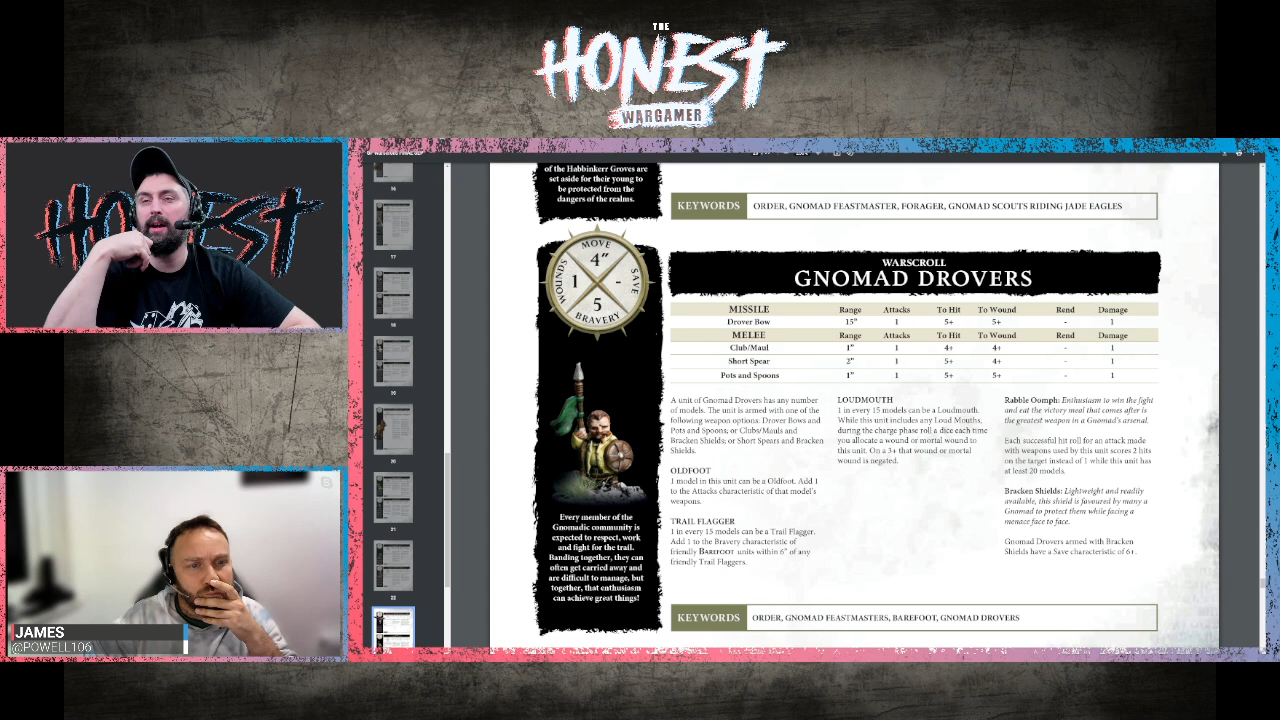 THE
HONEST
WARGAMER
JAMES
@POWELL106
16
17
18
19
20
21
22
of the Habbinkerr Groves are
set aside for their young to
be protected from the
dangers of the realms.
KEYWORDS ORDER, GNOMAD FEASTMASTER, FORAGER, GNOMAD SCOUTS RIDING JADE EAGLES
MOVE
4"
WOUNDS 1 - SAVE
5
BRAVERY
WARSCROLL
GNOMAD DROVERS
MISSILE Range Attacks To Hit To Wound Rend Damage
Drover Bow 15" 1 5+ 5+ - 1
MELEE Range Attacks To Hit To Wound Rend Damage
Club/Maul 1" 1 4+ 4+ - 1
Short Spear 2" 1 5+ 4+ - 1
Pots and Spoons 1" 1 5+ 5+ - 1
A unit of Gnomad Drovers has any number
of models. The unit is armed with one of the
following weapon options: Drover Bows and
Pots and Spoons; or Clubs/Mauls and
Bracken Shields; or Short Spears and Bracken
Shields.
OLDFOOT
1 model in this unit can be a Oldfoot. Add 1
to the Attacks characteristic of that model's
weapons.
TRAIL FLAGGER
1 in every 15 models can be a Trail Flagger.
Add 1 to the Bravery characteristic of
friendly BAREFOOT units within 6" of any
friendly Trail Flaggers.
LOUDMOUTH
1 in every 15 models can be a Loudmouth.
While this unit includes any Loud Mouths,
during the charge phase roll a dice each time
you allocate a wound or mortal wound to
this unit. On a 3+ that wound or mortal
wound is negated.
Rabble Oomph: Enthusiasm to win the fight
and eat the victory meal that comes after is
the greatest weapon in a Gnomad's arsenal.
Each successful hit roll for an attack made
with weapons used by this unit scores 2 hits
on the target instead of 1 while this unit has
at least 20 models.
Bracken Shields: Lightweight and readily
available, this shield is favoured by many a
Gnomad to protect them while facing a
menace face to face.
Gnomad Drovers armed with Bracken
Shields have a Save characteristic of 6+.
Every member of the
Gnomadic community is
expected to respect, work
and fight for the trail.
Banding together, they can
often get carried away and
are difficult to manage, but
together, that enthusiasm
can achieve great things!
KEYWORDS ORDER, GNOMAD FEASTMASTERS, BAREFOOT, GNOMAD DROVERS